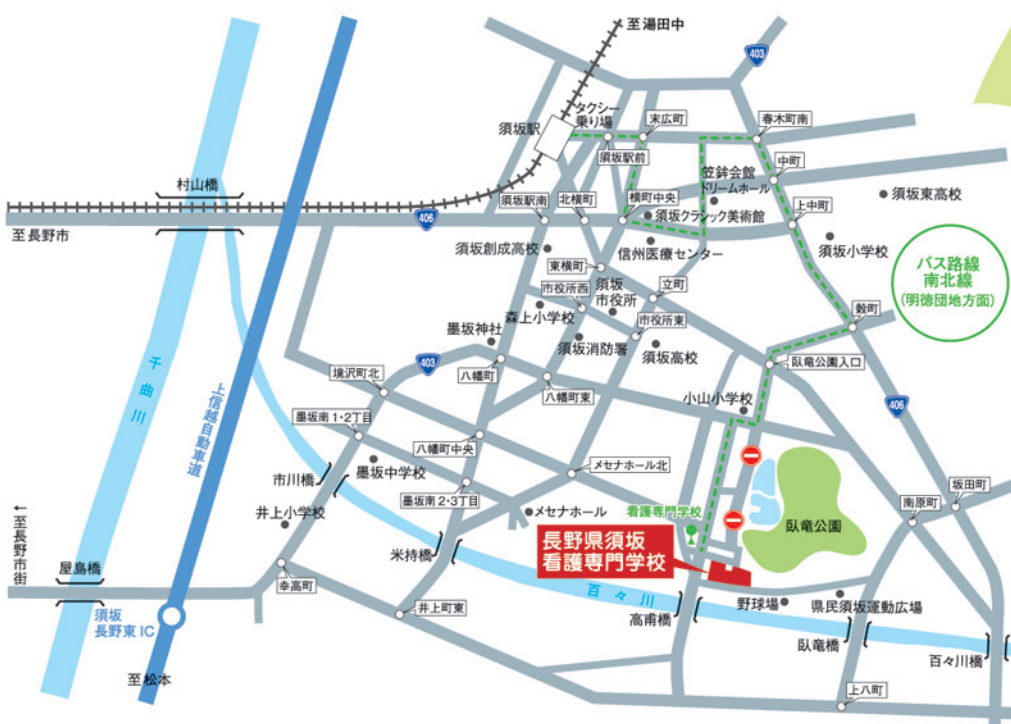 至湯田中
403
タクシー
乗り場
須坂駅
末広町
春木町南
須坂駅前
中町
村山橋
笠鉾会館
ドリームホール
須坂東高校
須坂駅南
北横町
横町中央
須坂クラシック美術館
上中町
406
至長野市
須坂創成高校
信州医療センター
須坂小学校
東横町
バス路線
南北線
(明徳団地方面)
市役所西
須坂
市役所
立町
森上小学校
市役所東
穀町
墨坂神社
須坂消防署
須坂高校
403
八幡町
臥竜公園入口
境沢町北
八幡町東
千曲川
上信越自動車道
小山小学校
406
墨坂南1・2丁目
八幡町中央
墨坂中学校
メセナホール北
市川橋
墨坂南2・3丁目
坂田町
南原町
井上小学校
メセナホール
看護専門学校
臥竜公園
←至長野市街
長野県須坂
看護専門学校
米持橋
屋島橋
幸高町
百々川
須坂
長野東IC
井上町東
高甫橋
野球場
県民須坂運動広場
臥竜橋
百々川橋
至松本
上八町